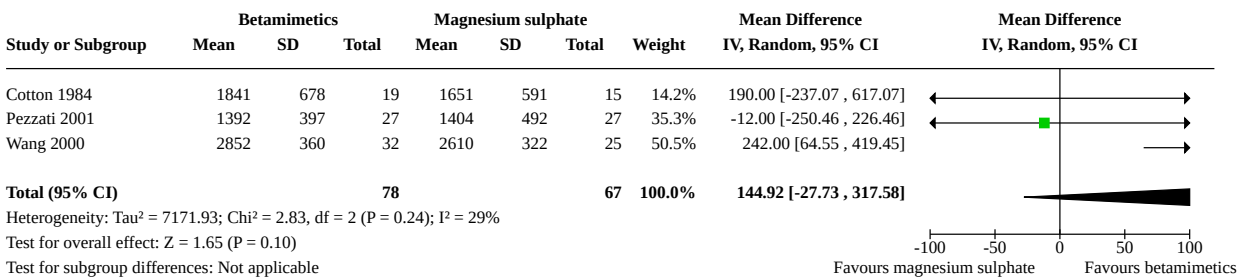 Betamimetics Magnesium sulphate Mean Difference Mean Difference
Study or Subgroup Mean SD Total Mean SD Total Weight IV, Random, 95% CI IV, Random, 95% CI
Cotton 1984 1841 678 19 1651 591 15 14.2% 190.00 [-237.07 , 617.07]
Pezzati 2001 1392 397 27 1404 492 27 35.3% -12.00 [-250.46 , 226.46]
Wang 2000 2852 360 32 2610 322 25 50.5% 242.00 [64.55 , 419.45]
Total (95% CI) 78 67 100.0% 144.92 [-27.73 , 317.58]
Heterogeneity: Tau² = 7171.93; Chi² = 2.83, df = 2 (P = 0.24); I² = 29%
Test for overall effect: Z = 1.65 (P = 0.10) -100 -50 0 50 100
Test for subgroup differences: Not applicable Favours magnesium sulphate Favours betamimetics